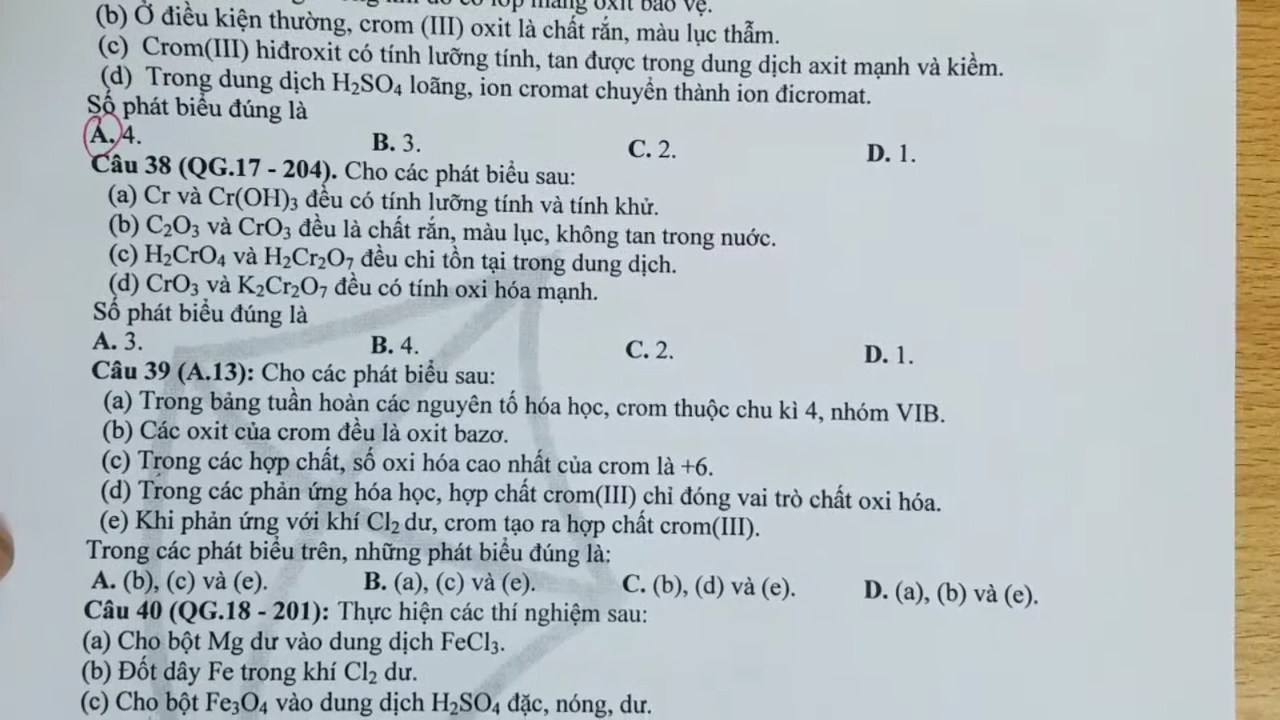 lớp màng oxit bảo vệ.
(b) Ở điều kiện thường, crom (III) oxit là chất rắn, màu lục thẫm.
(c) Crom(III) hiđroxit có tính lưỡng tính, tan được trong dung dịch axit mạnh và kiềm.
(d) Trong dung dịch H₂SO₄ loãng, ion cromat chuyển thành ion đicromat.
Số phát biểu đúng là
A. 4. B. 3. C. 2. D. 1.
Câu 38 (QG.17 - 204). Cho các phát biểu sau:
(a) Cr và Cr(OH)₃ đều có tính lưỡng tính và tính khử.
(b) C₂O₃ và CrO₃ đều là chất rắn, màu lục, không tan trong nuớc.
(c) H₂CrO₄ và H₂Cr₂O₇ đều chi tồn tại trong dung dịch.
(d) CrO₃ và K₂Cr₂O₇ đều có tính oxi hóa mạnh.
Số phát biểu đúng là
A. 3. B. 4. C. 2. D. 1.
Câu 39 (A.13): Cho các phát biểu sau:
(a) Trong bảng tuần hoàn các nguyên tố hóa học, crom thuộc chu kì 4, nhóm VIB.
(b) Các oxit của crom đều là oxit bazơ.
(c) Trong các hợp chất, số oxi hóa cao nhất của crom là +6.
(d) Trong các phản ứng hóa học, hợp chất crom(III) chỉ đóng vai trò chất oxi hóa.
(e) Khi phản ứng với khí Cl₂ dư, crom tạo ra hợp chất crom(III).
Trong các phát biểu trên, những phát biểu đúng là:
A. (b), (c) và (e). B. (a), (c) và (e). C. (b), (d) và (e). D. (a), (b) và (e).
Câu 40 (QG.18 - 201): Thực hiện các thí nghiệm sau:
(a) Cho bột Mg dư vào dung dịch FeCl₃.
(b) Đốt dây Fe trong khí Cl₂ dư.
(c) Cho bột Fe₃O₄ vào dung dịch H₂SO₄ đặc, nóng, dư.